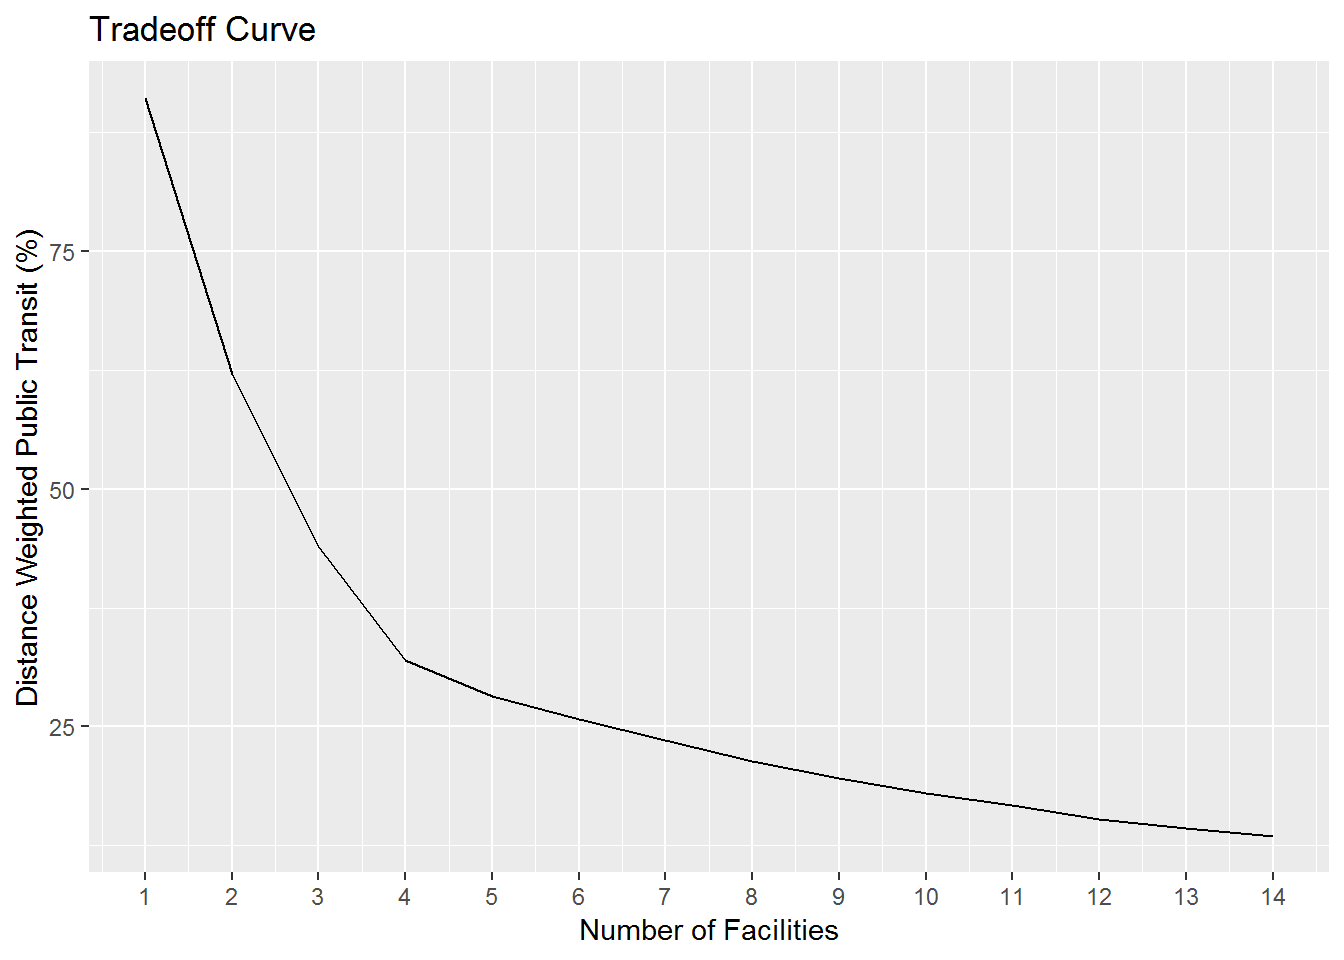 Tradeoff Curve
Distance Weighted Public Transit (%)
75
50
25
1 2 3 4 5 6 7 8 9 10 11 12 13 14
Number of Facilities